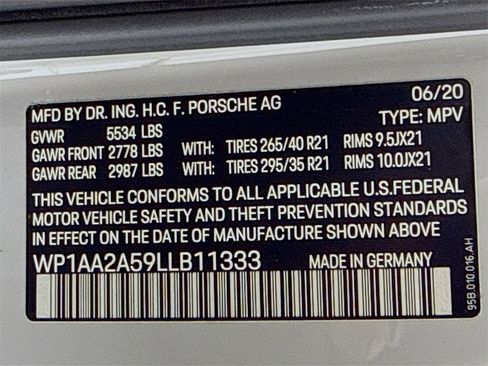 MFD BY DR. ING. H.C. F. PORSCHE AG 06/20
GVWR 5534 LBS TYPE: MPV
GAWR FRONT 2778 LBS WITH: TIRES 265/40 R21 RIMS 9.5JX21
GAWR REAR 2987 LBS WITH: TIRES 295/35 R21 RIMS 10.0JX21
THIS VEHICLE CONFORMS TO ALL APPLICABLE U.S.FEDERAL
MOTOR VEHICLE SAFETY AND THEFT PREVENTION STANDARDS
IN EFFECT ON THE DATE OF MANUFACTURE SHOWN ABOVE
WP1AA2A59LLB11333 MADE IN GERMANY
95B.010.016.AH